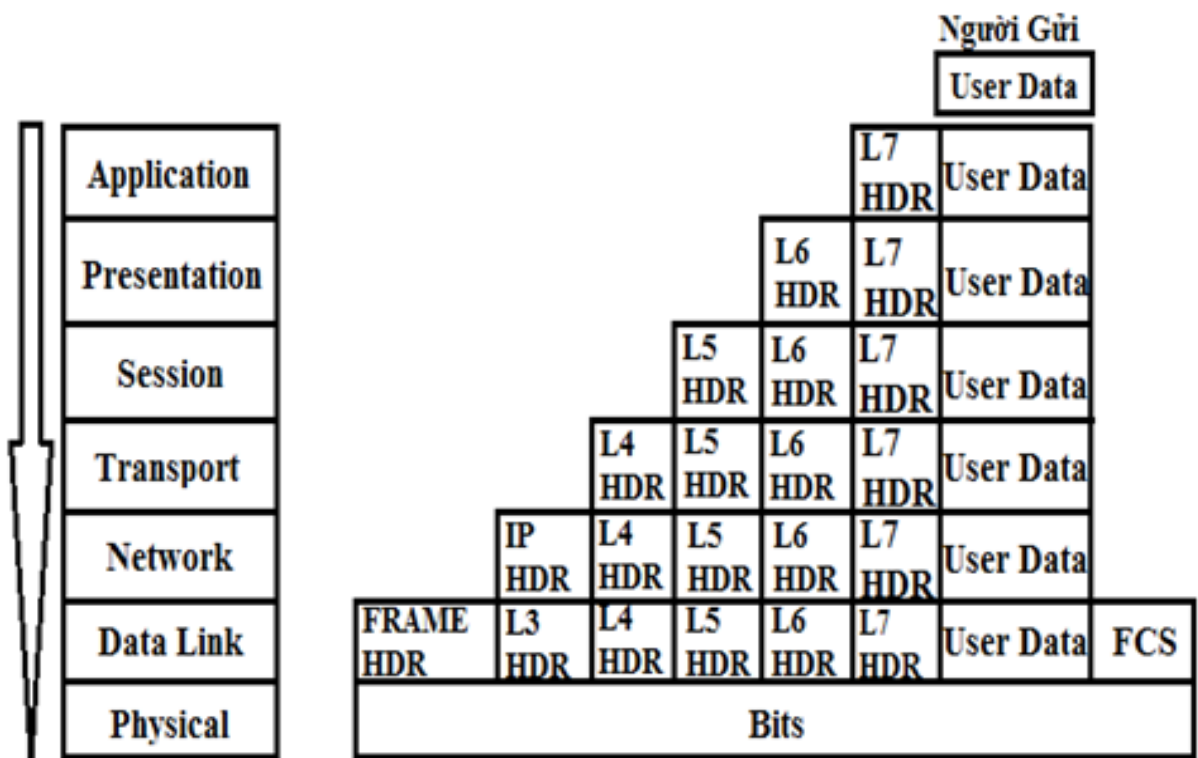 Người Gửi
User Data
Application
L7
HDR
User Data
Presentation
L6
HDR
L7
HDR
User Data
Session
L5
HDR
L6
HDR
L7
HDR
User Data
Transport
L4
HDR
L5
HDR
L6
HDR
L7
HDR
User Data
Network
IP
HDR
L4
HDR
L5
HDR
L6
HDR
L7
HDR
User Data
Data Link
FRAME
HDR
L3
HDR
L4
HDR
L5
HDR
L6
HDR
L7
HDR
User Data
FCS
Physical
Bits